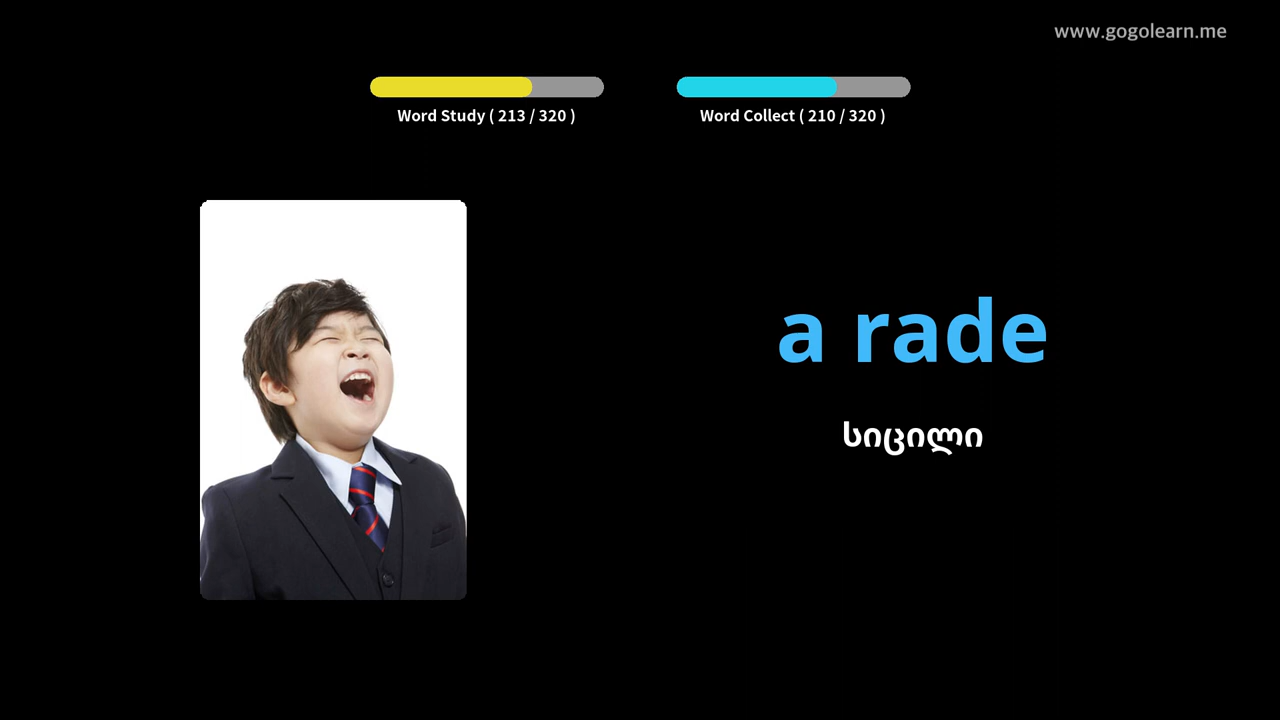 www.gogolearn.me
Word Study ( 213 / 320 )
Word Collect ( 210 / 320 )
a rade
სიცილი